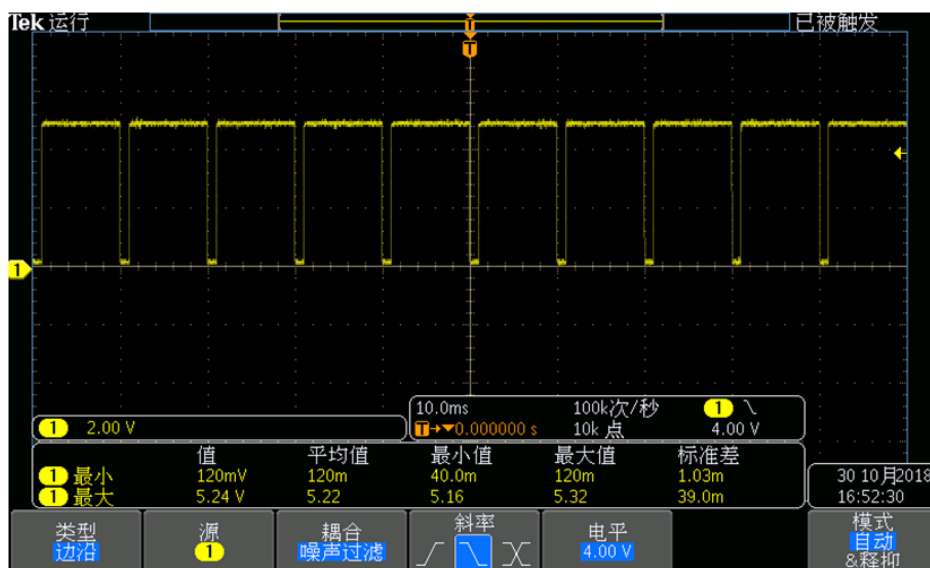 Tek 运行 T 已被触发
T
1
1 2.00 V
10.0ms 100k次/秒 1
T→▼0.000000 s 10k 点 4.00 V
值 平均值 最小值 最大值 标准差
1 最小 120mV 120m 40.0m 120m 1.03m
1 最大 5.24 V 5.22 5.16 5.32 39.0m
30 10月2018
16:52:30
类型 源 耦合 斜率 电平 模式
边沿 1 噪声过滤 4.00 V 自动
&释抑